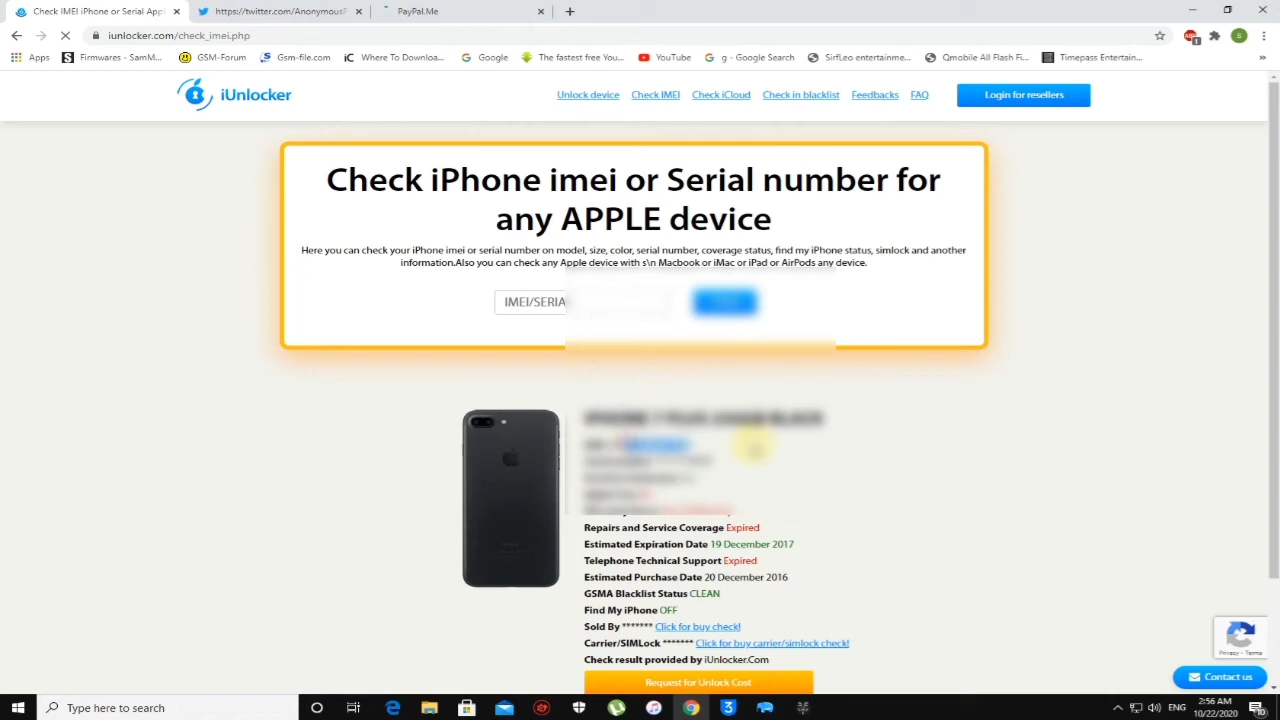 Check IMEI iPhone or Serial Appl
https://twitter.com/AnonymousF
PayPal.Me
iunlocker.com/check_imei.php
Apps
Firmwares - SamM...
GSM-Forum
Gsm-file.com
Where To Downloa...
Google
The fastest free You...
YouTube
g - Google Search
SirfLeo entertainme...
Qmobile All Flash Fi...
Timepass Entertain...
iUnlocker
Unlock device
Check IMEI
Check iCloud
Check in blacklist
Feedbacks
FAQ
Login for resellers
Check iPhone imei or Serial number for
any APPLE device
Here you can check your iPhone imei or serial number on model, size, color, serial number, coverage status, find my iPhone status, simlock and another
information.Also you can check any Apple device with s\n Macbook or iMac or iPad or AirPods any device.
IMEI/SERIA
Repairs and Service Coverage Expired
Estimated Expiration Date 19 December 2017
Telephone Technical Support Expired
Estimated Purchase Date 20 December 2016
GSMA Blacklist Status CLEAN
Find My iPhone OFF
Sold By ******* Click for buy check!
Carrier/SIMLock ******* Click for buy carrier/simlock check!
Check result provided by iUnlocker.Com
Request for Unlock Cost
Privacy - Terms
Contact us
Type here to search
ENG
2:56 AM
10/22/2020